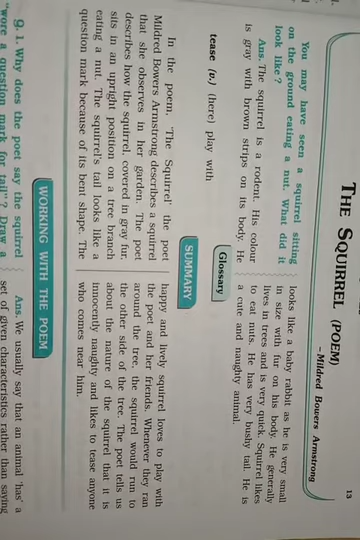 13
THE SQUIRREL (POEM)
–Mildred Bowers Armstrong
You may have seen a squirrel sitting
on the ground eating a nut. What did it
look like?
Ans. The squirrel is a rodent. His colour
is gray with brown strips on its body. He
looks like a baby rabbit as he is very small
in size with fur on his body. He generally
lives in trees and is very quick. Squirrel likes
to eat nuts. He has very bushy tail. He is
a cute and naughty animal.
Glossary
tease (v.) (here) play with
SUMMARY
In the poem, 'The Squirrel' the poet
Mildred Bowers Armstrong describes a squirrel
that she observes in her garden. The poet
describes how the squirrel, covered in gray fur,
sits in an upright position on a tree branch
eating a nut. The squirrel's tail looks like a
question mark because of its bent shape. The
happy and lively squirrel loves to play with
the poet and her friends. Whenever they ran
around the tree, the squirrel would run to
the other side of the tree. The poet tells us
about the nature of the squirrel that it is
innocently naughty and likes to tease anyone
who comes near him.
WORKING WITH THE POEM
Q. 1. Why does the poet say the squirrel
"wore a question mark for tail"? Draw a
Ans. We usually say that an animal 'has' a
set of given characteristics rather than saying